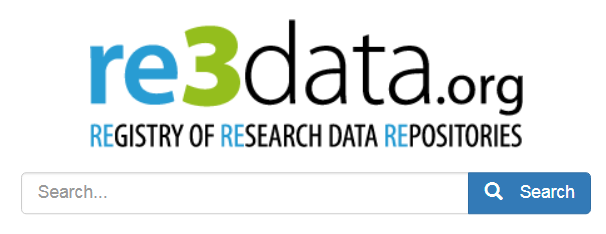 re3data.org
REGISTRY OF RESEARCH DATA REPOSITORIES
Search... Search